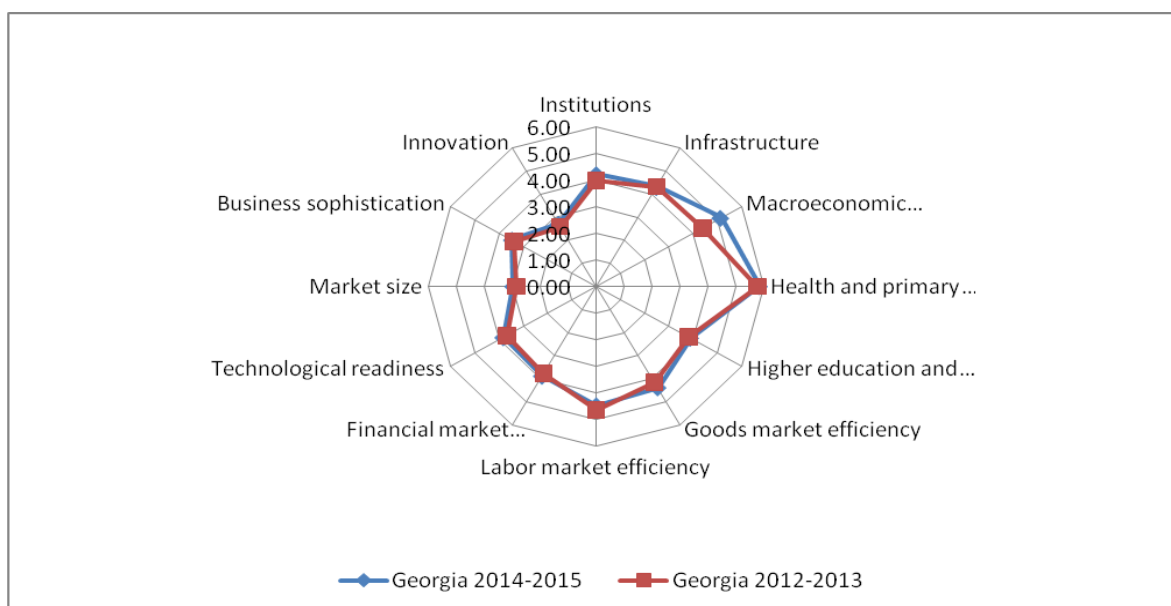 Institutions
6.00
5.00
4.00
3.00
2.00
1.00
0.00
Infrastructure
Macroeconomic...
Health and primary...
Higher education and...
Goods market efficiency
Labor market efficiency
Financial market...
Technological readiness
Market size
Business sophistication
Innovation
Georgia 2014-2015
Georgia 2012-2013